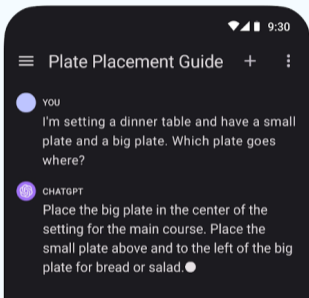 9:30
Plate Placement Guide
YOU
I'm setting a dinner table and have a small
plate and a big plate. Which plate goes
where?
CHATGPT
Place the big plate in the center of the
setting for the main course. Place the
small plate above and to the left of the big
plate for bread or salad.